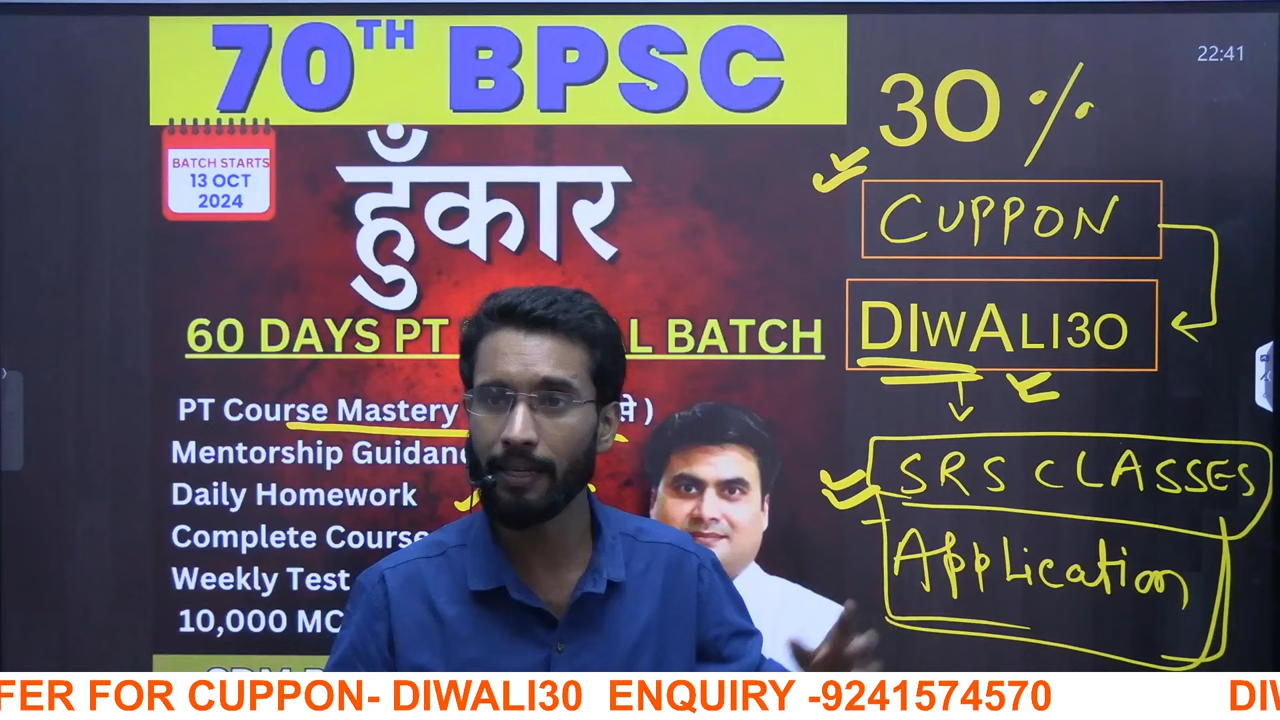 70TH BPSC
22:41
30%
BATCH STARTS
13 OCT
2024
हुँकार
CUPPON
60 DAYS PT L BATCH
DIWALI30
PT Course Mastery से )
Mentorship Guidanc
Daily Homework
Complete Course
Weekly Test
10,000 MC
SRS CLASSES
Application
FER FOR CUPPON- DIWALI30 ENQUIRY -9241574570 DIW